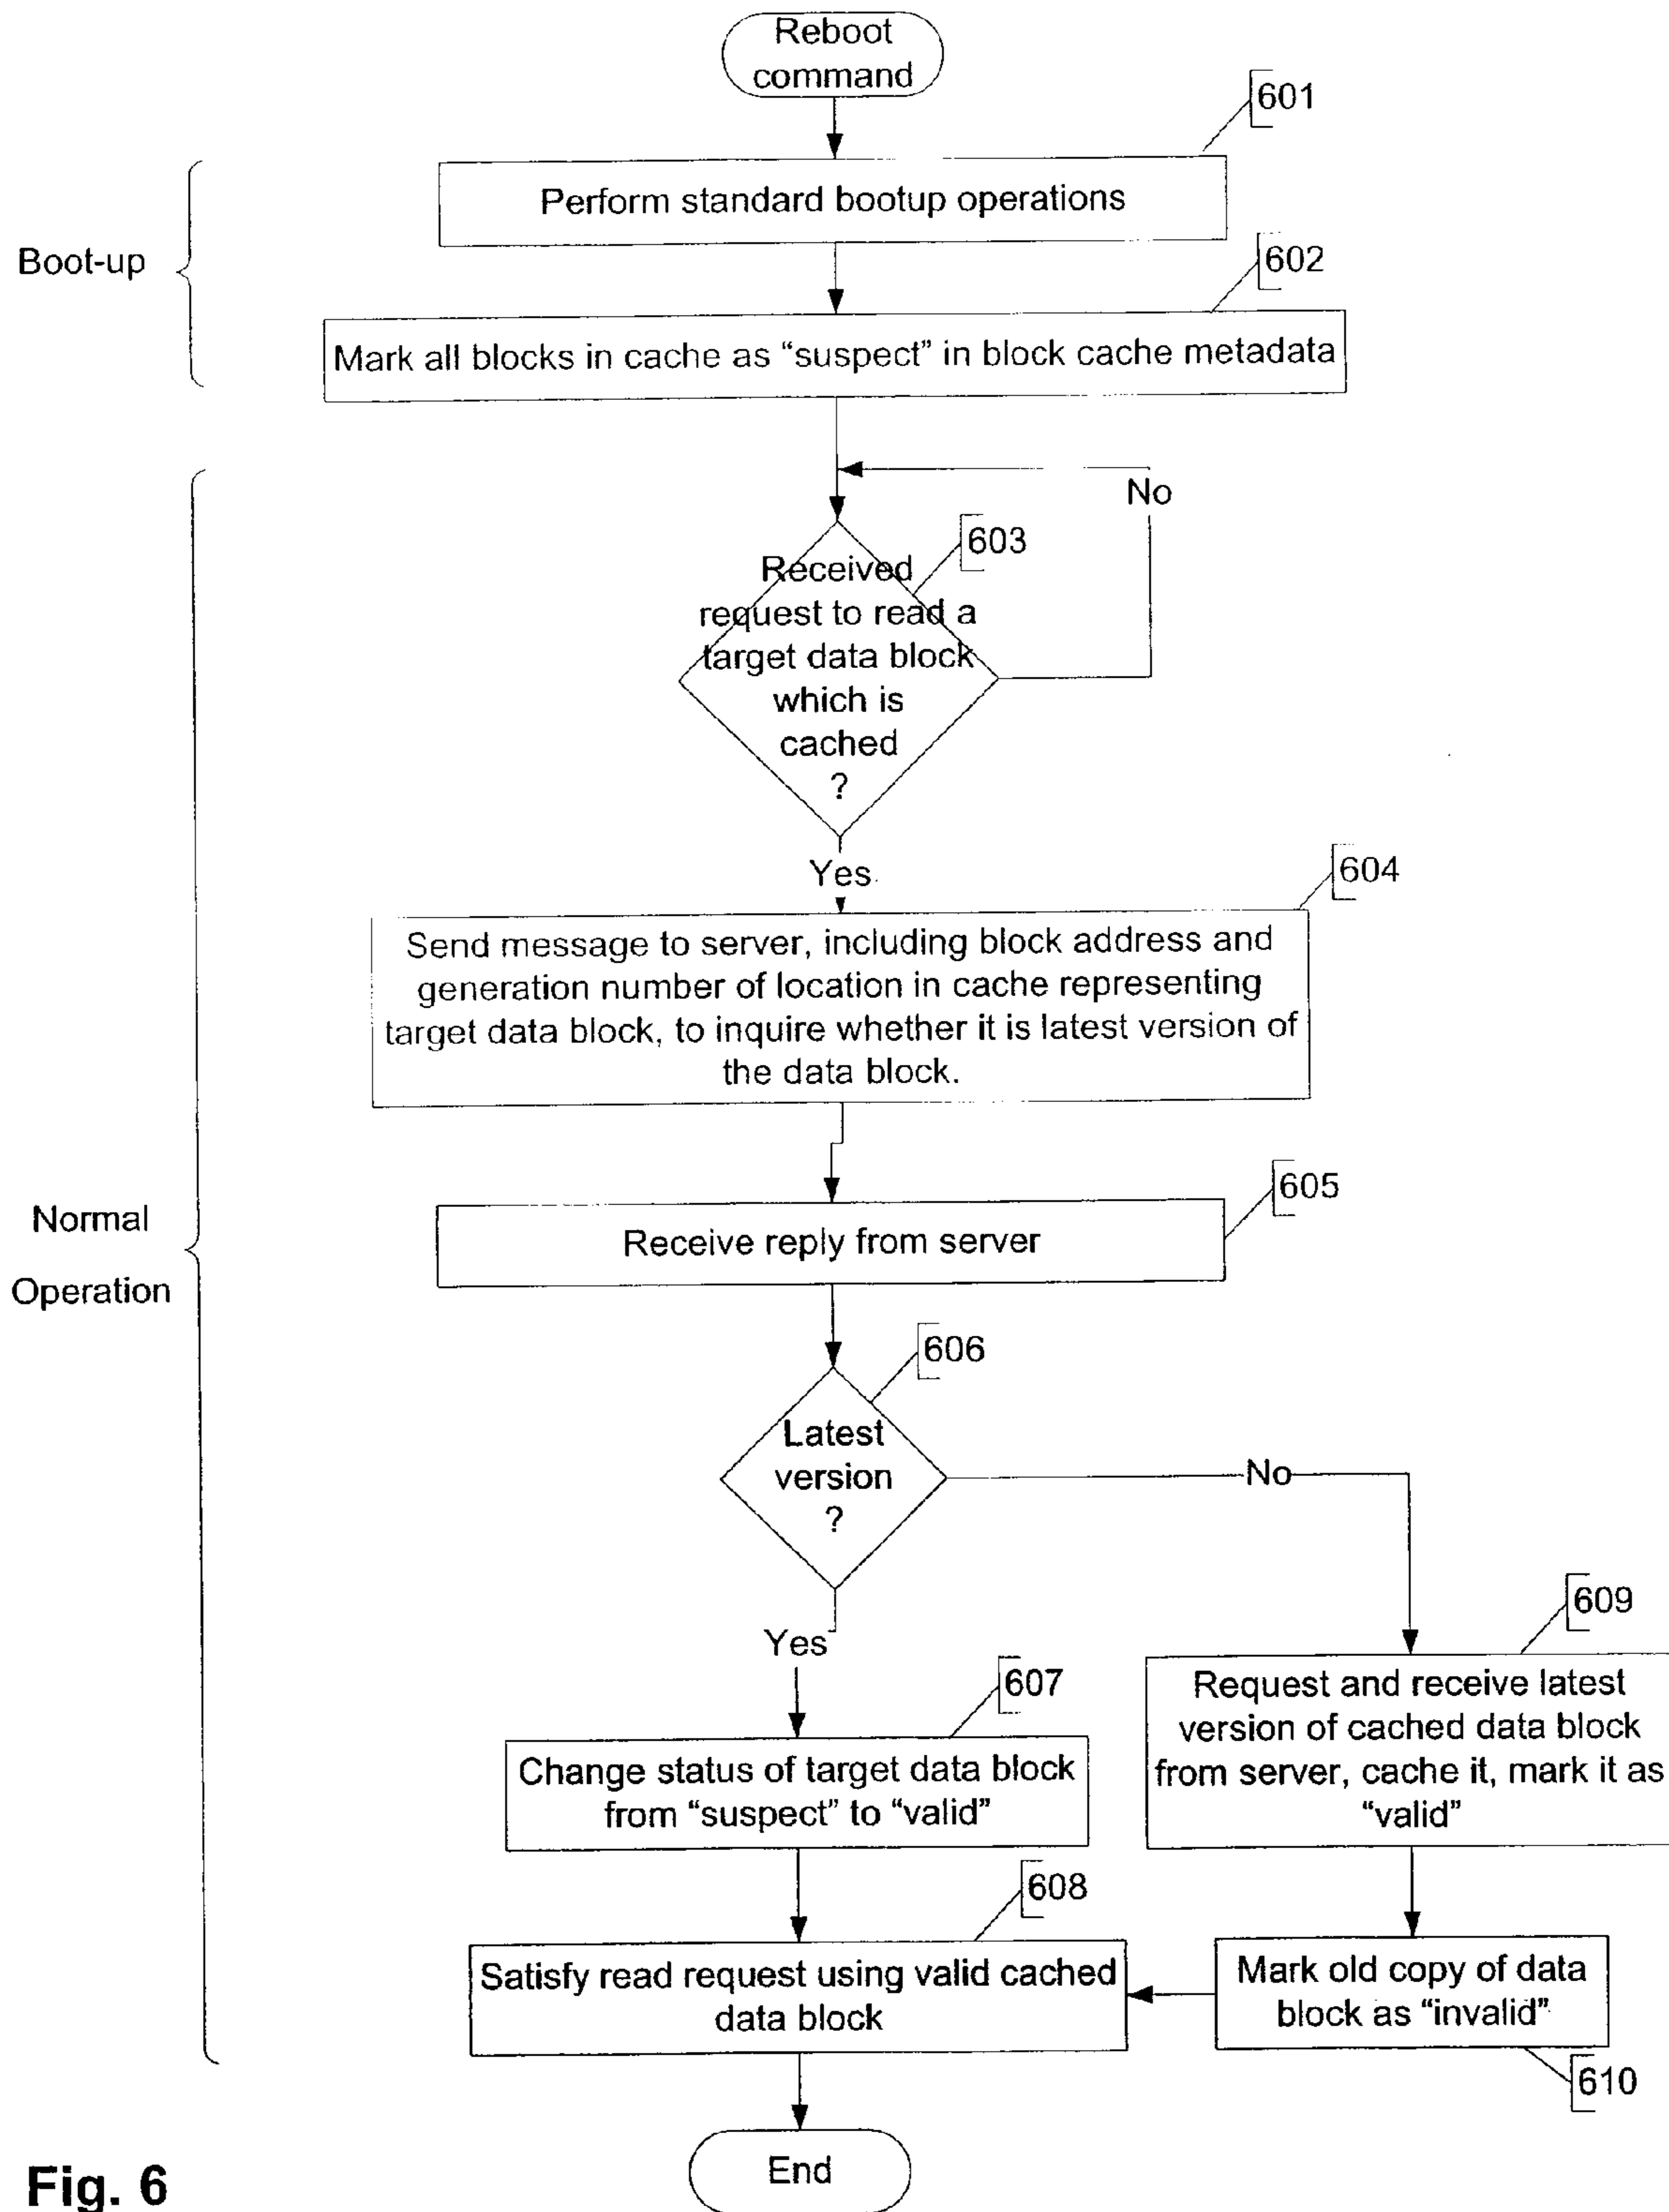 Reboot
command
601
Perform standard bootup operations
Boot-up
602
Mark all blocks in cache as “suspect” in block cache metadata
No
603
Received
request to read a
target data block
which is
cached
?
Yes
604
Send message to server, including block address and
generation number of location in cache representing
target data block, to inquire whether it is latest version of
the data block.
605
Normal
Operation
Receive reply from server
606
Latest
version
?
No
Yes
609
607
Request and receive latest
version of cached data block
from server, cache it, mark it as
“valid”
Change status of target data block
from “suspect” to “valid”
608
Satisfy read request using valid cached
data block
Mark old copy of data
block as “invalid”
610
End
Fig. 6